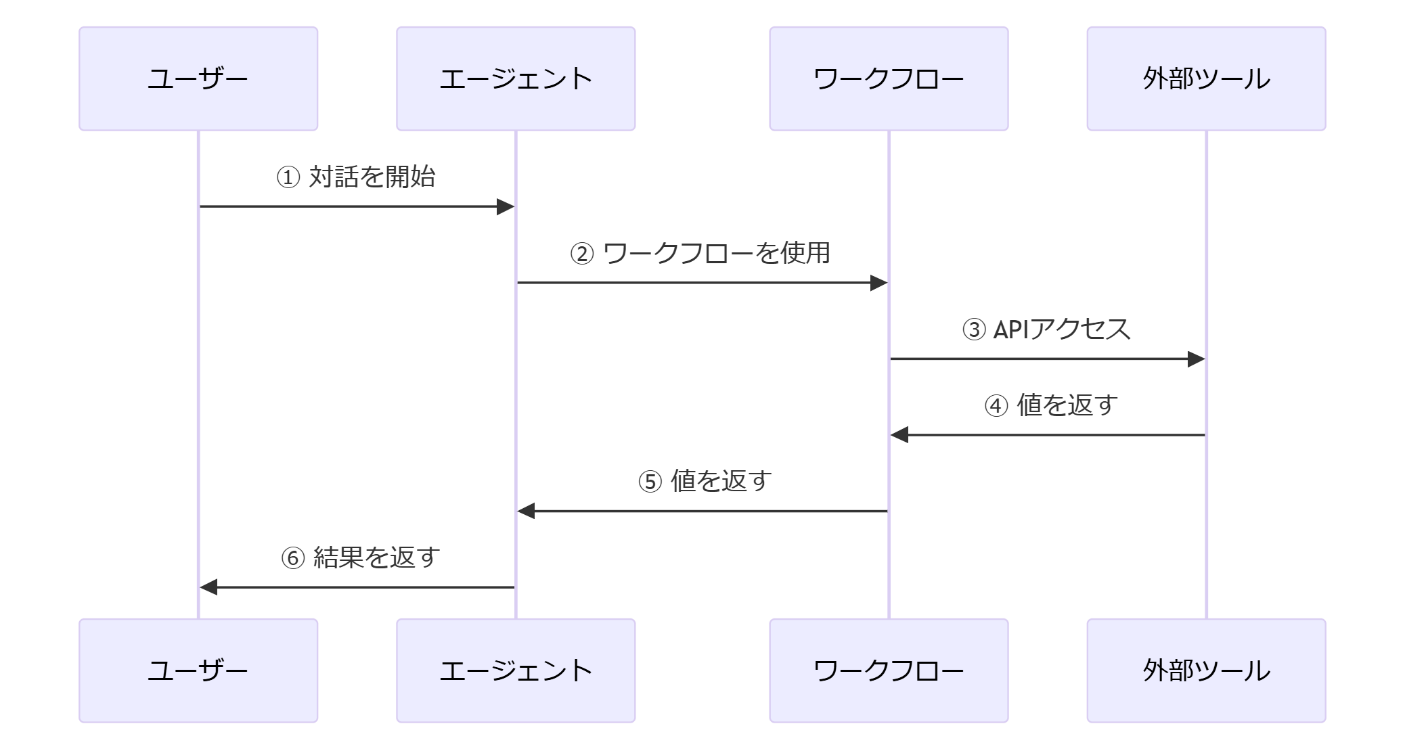 ユーザー
エージェント
ワークフロー
外部ツール
① 対話を開始
② ワークフローを使用
③ APIアクセス
④ 値を返す
⑤ 値を返す
⑥ 結果を返す
ユーザー
エージェント
ワークフロー
外部ツール